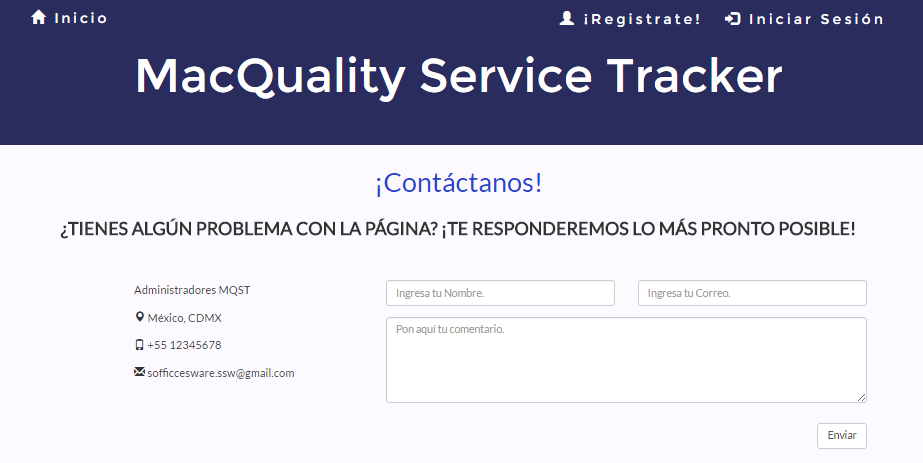 Inicio
¡Registrate!
Iniciar Sesión
MacQuality Service Tracker
¡Contáctanos!
¿TIENES ALGÚN PROBLEMA CON LA PÁGINA? ¡TE RESPONDEREMOS LO MÁS PRONTO POSIBLE!
Administradores MQST
México, CDMX
+55 12345678
sofficcesware.ssw@gmail.com
Ingresa tu Nombre.
Ingresa tu Correo.
Pon aquí tu comentario.
Enviar